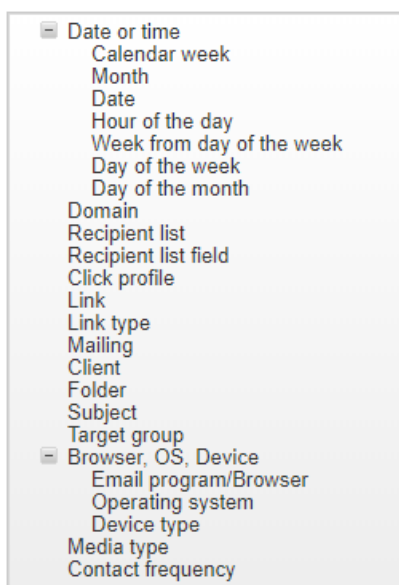 Date or time
Calendar week
Month
Date
Hour of the day
Week from day of the week
Day of the week
Day of the month
Domain
Recipient list
Recipient list field
Click profile
Link
Link type
Mailing
Client
Folder
Subject
Target group
Browser, OS, Device
Email program/Browser
Operating system
Device type
Media type
Contact frequency